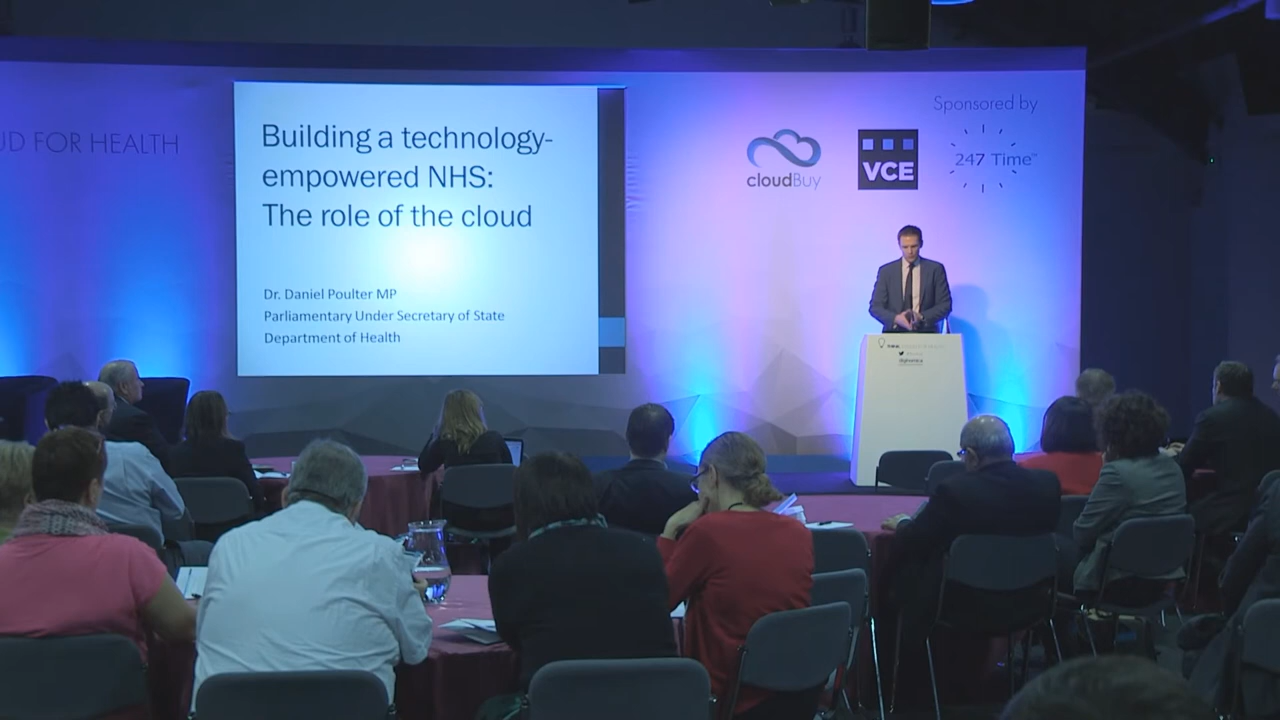 UD FOR HEALTH
Building a technology-
empowered NHS:
The role of the cloud
Dr. Daniel Poulter MP
Parliamentary Under Secretary of State
Department of Health
Sponsored by
cloudBuy
VCE
247 Time